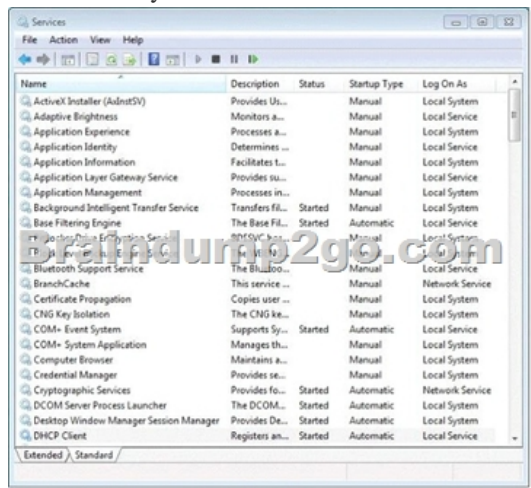 Services
File Action View Help
Name Description Status Startup Type Log On As
ActiveX Installer (AxInstSV) Provides Us... Manual Local System
Adaptive Brightness Monitors a... Manual Local Service
Application Experience Processes a... Manual Local System
Application Identity Determines ... Manual Local Service
Application Information Facilitates t... Manual Local System
Application Layer Gateway Service Provides su... Manual Local Service
Application Management Processes in... Manual Local System
Background Intelligent Transfer Service Transfers fil... Started Manual Local System
Base Filtering Engine The Base Fil... Started Automatic Local Service
Manual Local System
Braindump2go.com
Bluetooth Support Service Manual Local Service
BranchCache This service ... Manual Network Service
Certificate Propagation Copies user ... Manual Local System
CNG Key Isolation The CNG ke... Manual Local System
COM+ Event System Supports Sy... Started Automatic Local Service
COM+ System Application Manages th... Manual Local System
Computer Browser Maintains a... Manual Local System
Credential Manager Provides se... Manual Local System
Cryptographic Services Provides fo... Started Automatic Network Service
DCOM Server Process Launcher The DCOM... Started Automatic Local System
Desktop Window Manager Session Manager Provides De... Started Automatic Local System
DHCP Client Registers an... Started Automatic Local Service
Extended Standard